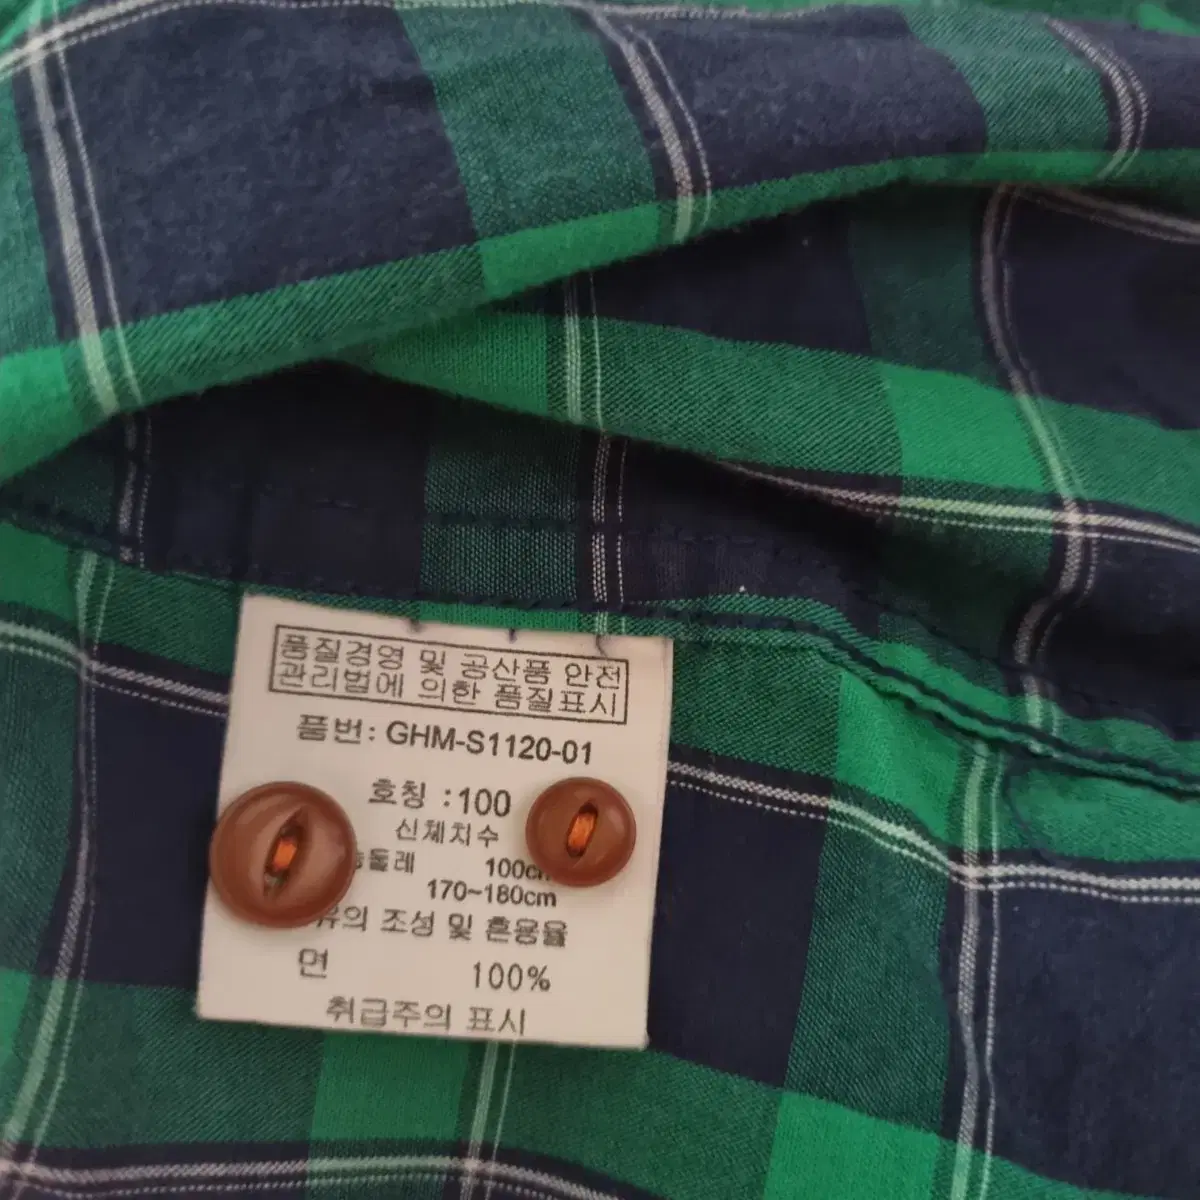 품질경영 및 공산품 안전
관리법에 의한 품질표시
품번: GHM-S1120-01
호칭 :100
신체치수
둘레 100cm
170~180cm
의 조성 및 혼용율
면 100%
취급주의 표시